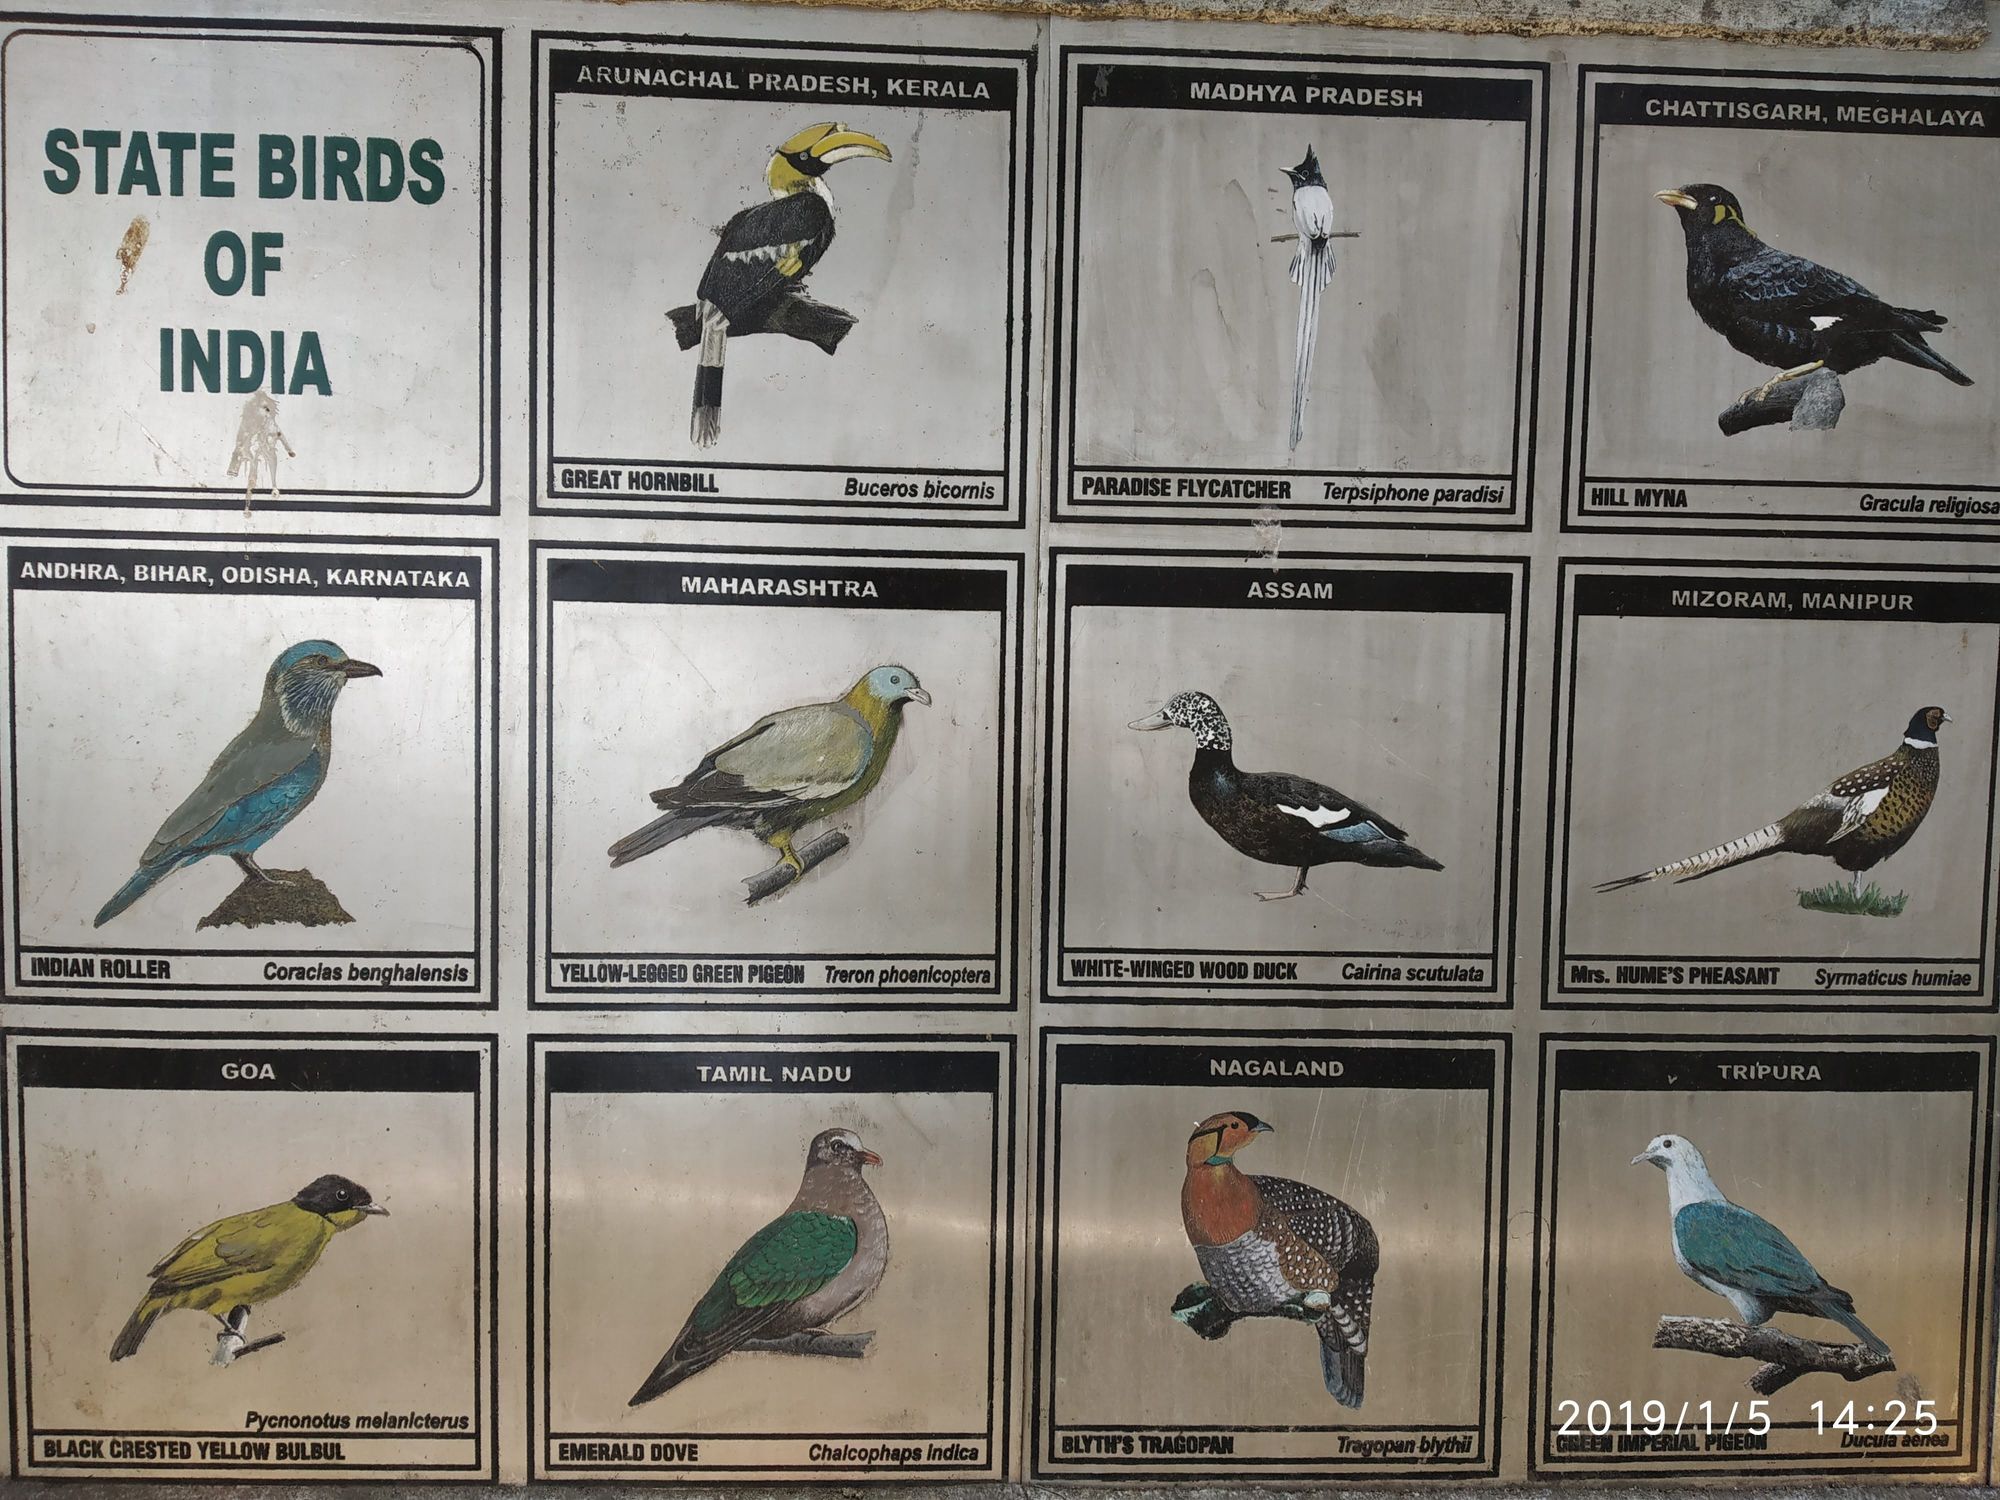 STATE BIRDS
OF
INDIA
ARUNACHAL PRADESH, KERALA
GREAT HORNBILL Buceros bicornis
MADHYA PRADESH
PARADISE FLYCATCHER Terpsiphone paradisi
CHATTISGARH, MEGHALAYA
HILL MYNA Gracula religiosa
ANDHRA, BIHAR, ODISHA, KARNATAKA
INDIAN ROLLER Coracias benghalensis
MAHARASHTRA
YELLOW-LEGGED GREEN PIGEON Treron phoenicoptera
ASSAM
WHITE-WINGED WOOD DUCK Cairina scutulata
MIZORAM, MANIPUR
Mrs. HUME'S PHEASANT Syrmaticus humiae
GOA
Pycnonotus melanicterus
BLACK CRESTED YELLOW BULBUL
TAMIL NADU
EMERALD DOVE Chalcophaps indica
NAGALAND
BLYTH'S TRAGOPAN Tragopan blythii
TRIPURA
GREEN IMPERIAL PIGEON Ducula aenea
2019/1/5 14:25